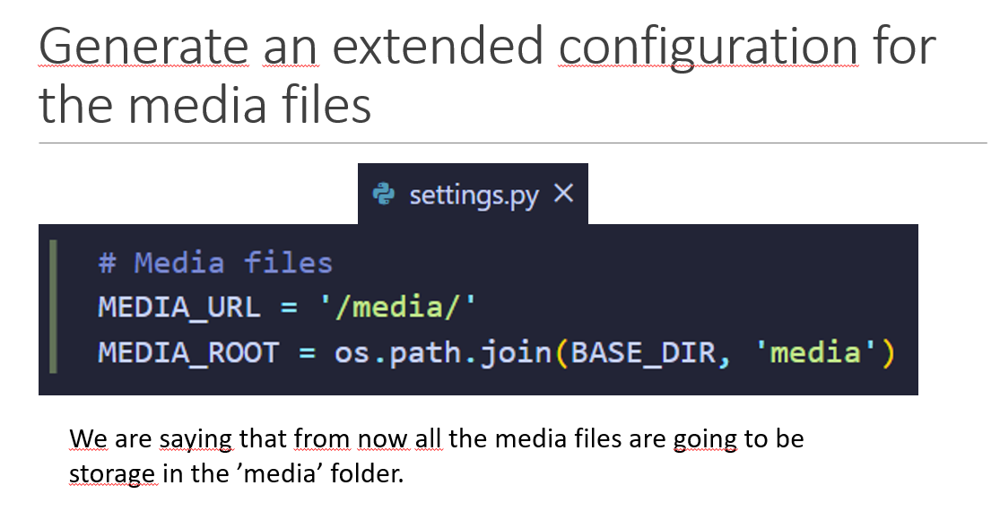 Generate an extended configuration for
the media files
settings.py ×
# Media files
MEDIA_URL = '/media/'
MEDIA_ROOT = os.path.join(BASE_DIR, 'media')
We are saying that from now all the media files are going to be
storage in the ’media’ folder.